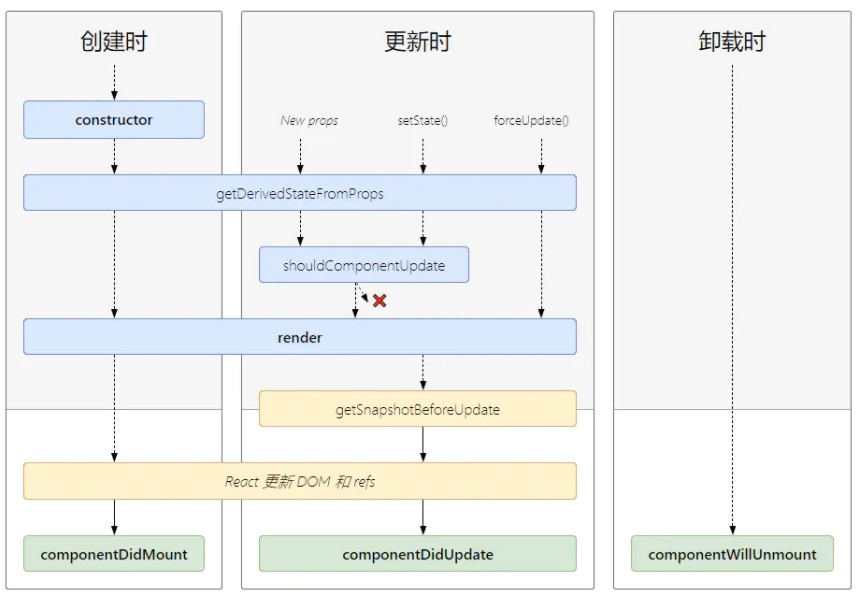 创建时
更新时
卸载时
constructor
New props
setState()
forceUpdate()
getDerivedStateFromProps
shouldComponentUpdate
render
getSnapshotBeforeUpdate
React 更新 DOM 和 refs
componentDidMount
componentDidUpdate
componentWillUnmount